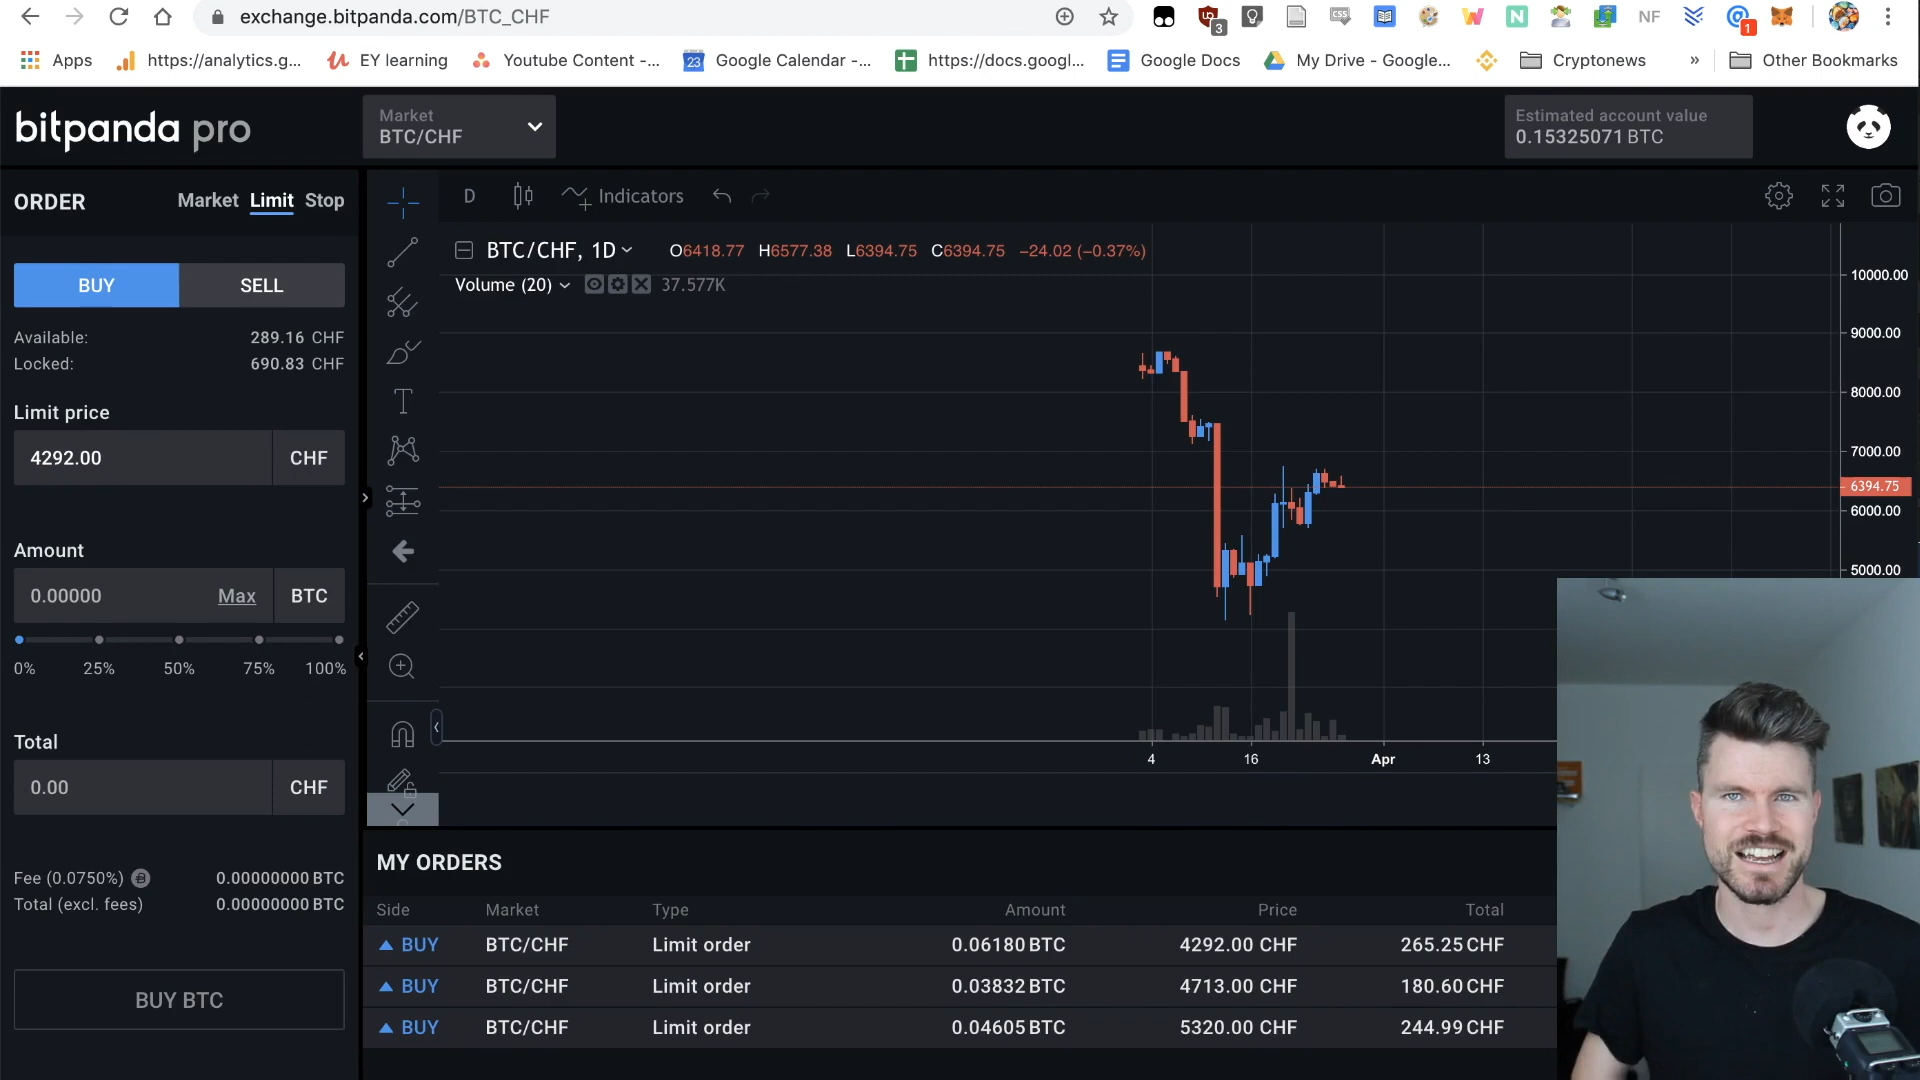 exchange.bitpanda.com/BTC_CHF
3
NF
1
Apps
https://analytics.g...
EY learning
Youtube Content -...
23
Google Calendar -...
https://docs.googl...
Google Docs
My Drive - Google...
Cryptonews
»
Other Bookmarks
bitpanda pro
Market
BTC/CHF
Estimated account value
0.15325071 BTC
ORDER
Market Limit Stop
BUY
SELL
Available: 289.16 CHF
Locked: 690.83 CHF
Limit price
4292.00 CHF
Amount
0.00000 Max BTC
0% 25% 50% 75% 100%
Total
0.00 CHF
Fee (0.0750%) 0.00000000 BTC
Total (excl. fees) 0.00000000 BTC
BUY BTC
D
Indicators
BTC/CHF, 1D O6418.77 H6577.38 L6394.75 C6394.75 −24.02 (−0.37%)
Volume (20) 37.577K
T
10000.00
9000.00
8000.00
7000.00
6394.75
6000.00
5000.00
4 16 Apr 13
MY ORDERS
Side Market Type Amount Price Total
BUY BTC/CHF Limit order 0.06180 BTC 4292.00 CHF 265.25 CHF
BUY BTC/CHF Limit order 0.03832 BTC 4713.00 CHF 180.60 CHF
BUY BTC/CHF Limit order 0.04605 BTC 5320.00 CHF 244.99 CHF